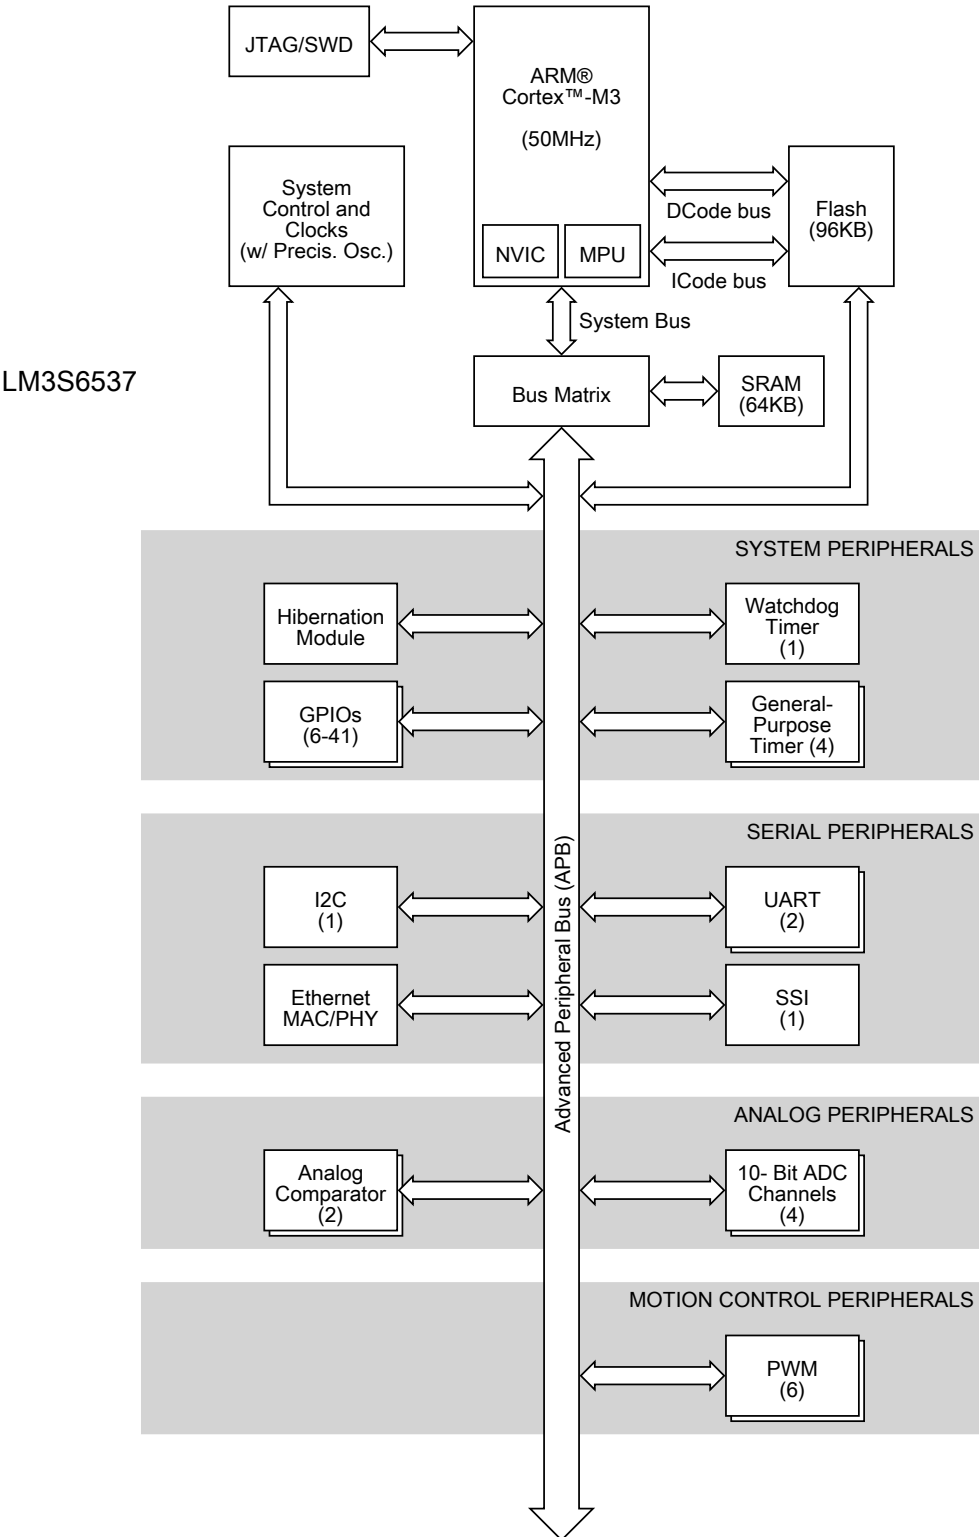 JTAG/SWD
ARM®
Cortex™-M3
(50MHz)
System
Control and
Clocks
(w/ Precis. Osc.)
NVIC
MPU
DCode bus
ICode bus
Flash
(96KB)
System Bus
LM3S6537
Bus Matrix
SRAM
(64KB)
SYSTEM PERIPHERALS
Hibernation
Module
Watchdog
Timer
(1)
GPIOs
(6-41)
General-
Purpose
Timer (4)
Advanced Peripheral Bus (APB)
SERIAL PERIPHERALS
I2C
(1)
UART
(2)
Ethernet
MAC/PHY
SSI
(1)
ANALOG PERIPHERALS
Analog
Comparator
(2)
10- Bit ADC
Channels
(4)
MOTION CONTROL PERIPHERALS
PWM
(6)